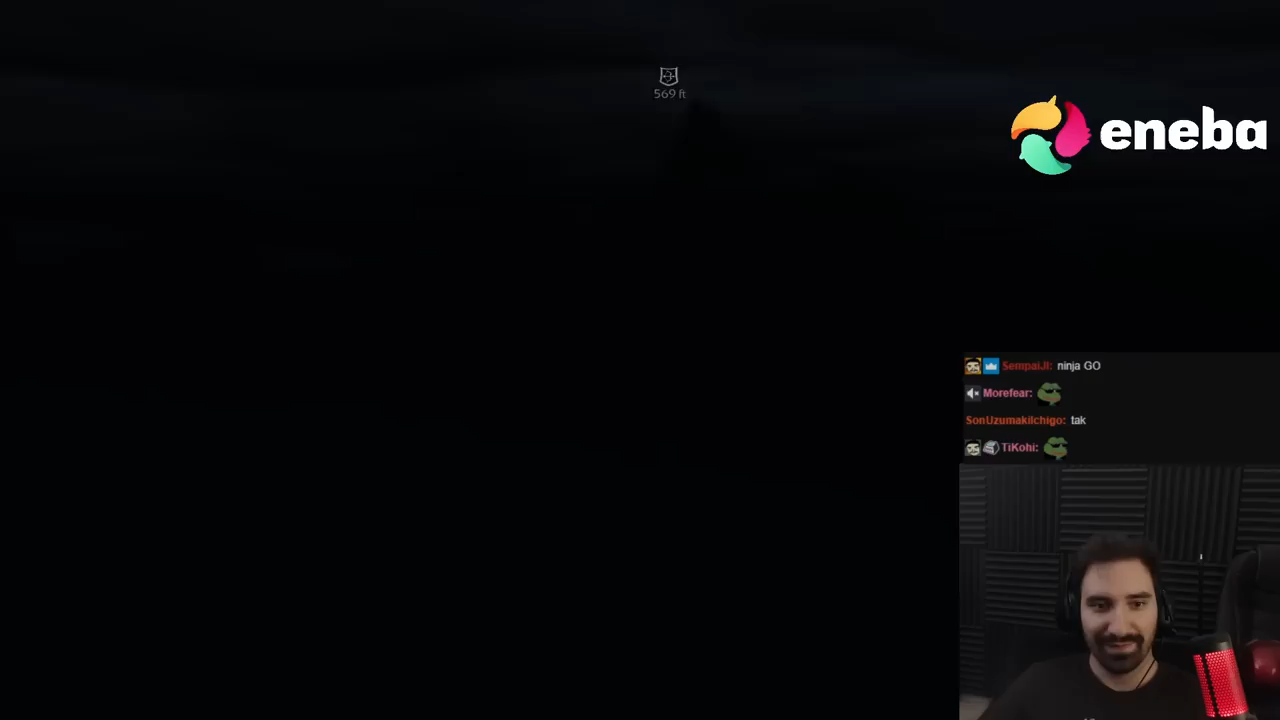 569 ft
eneba
SempaiJI: ninja GO
Morefear:
SonUzumakiIchigo: tak
TiKohi: